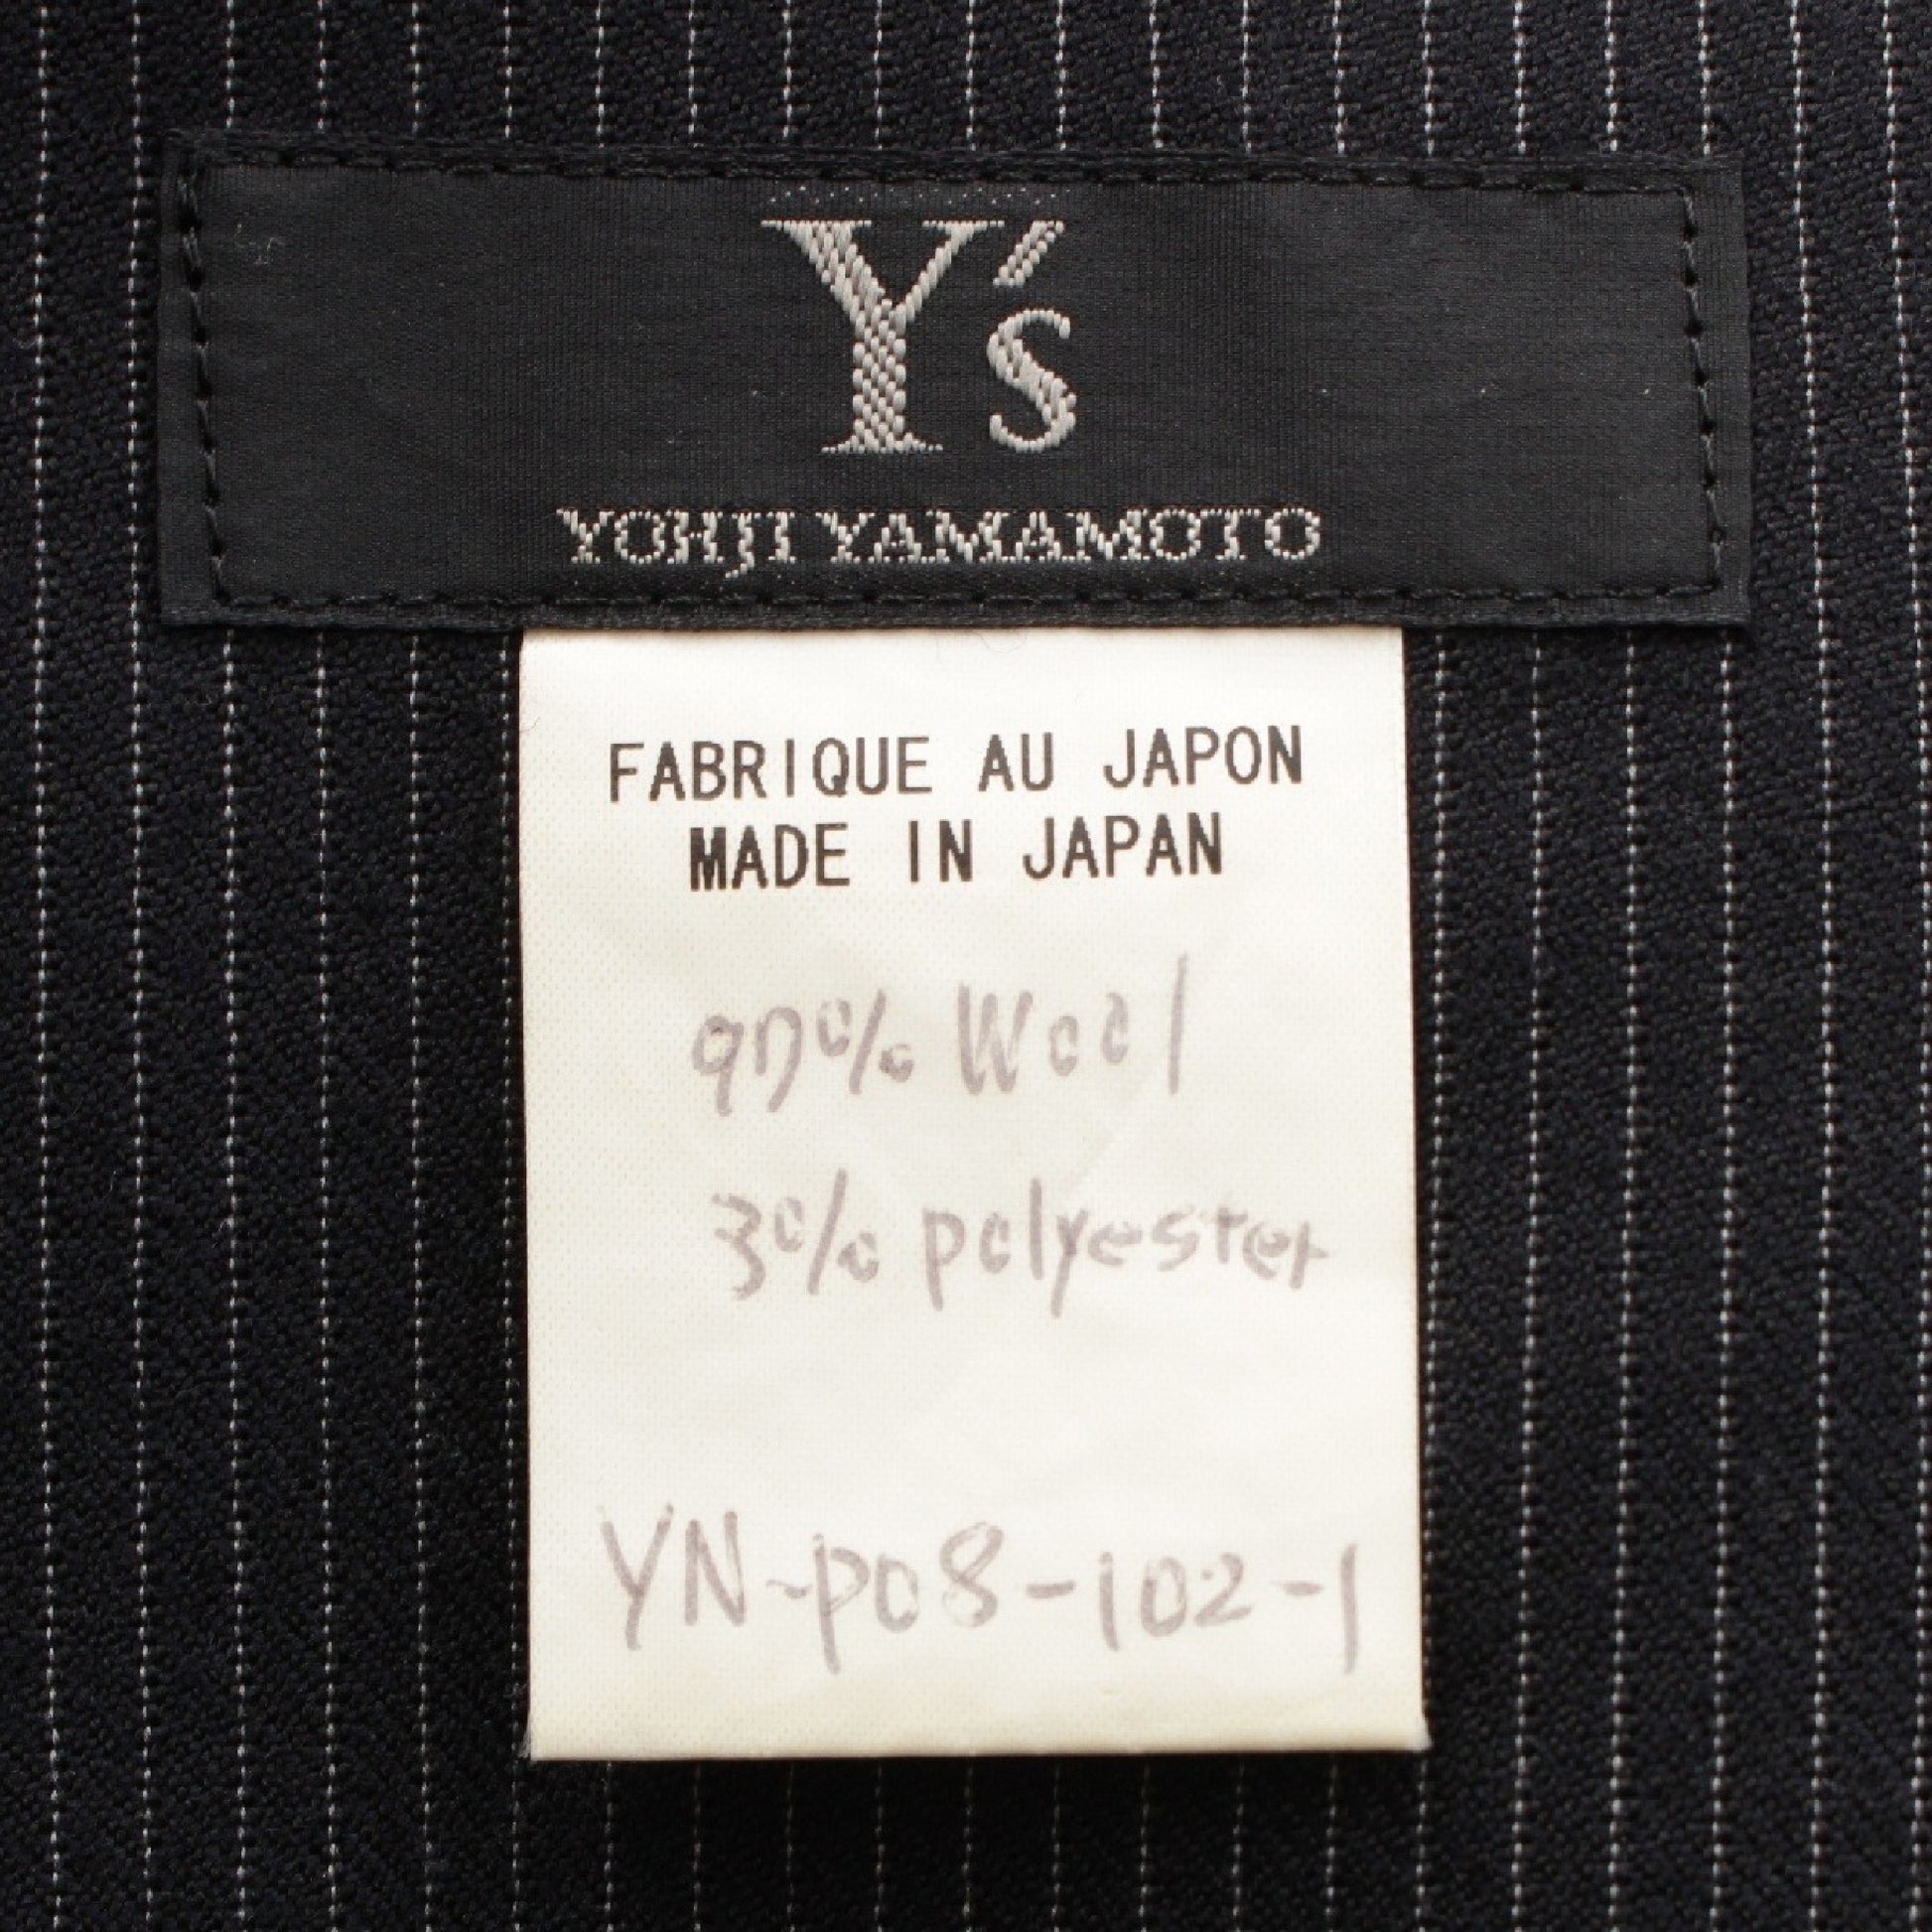 Y's
YOHJI YAMAMOTO
FABRIQUE AU JAPON
MADE IN JAPAN
97% Wool
3% polyester
YN-P08-102-1